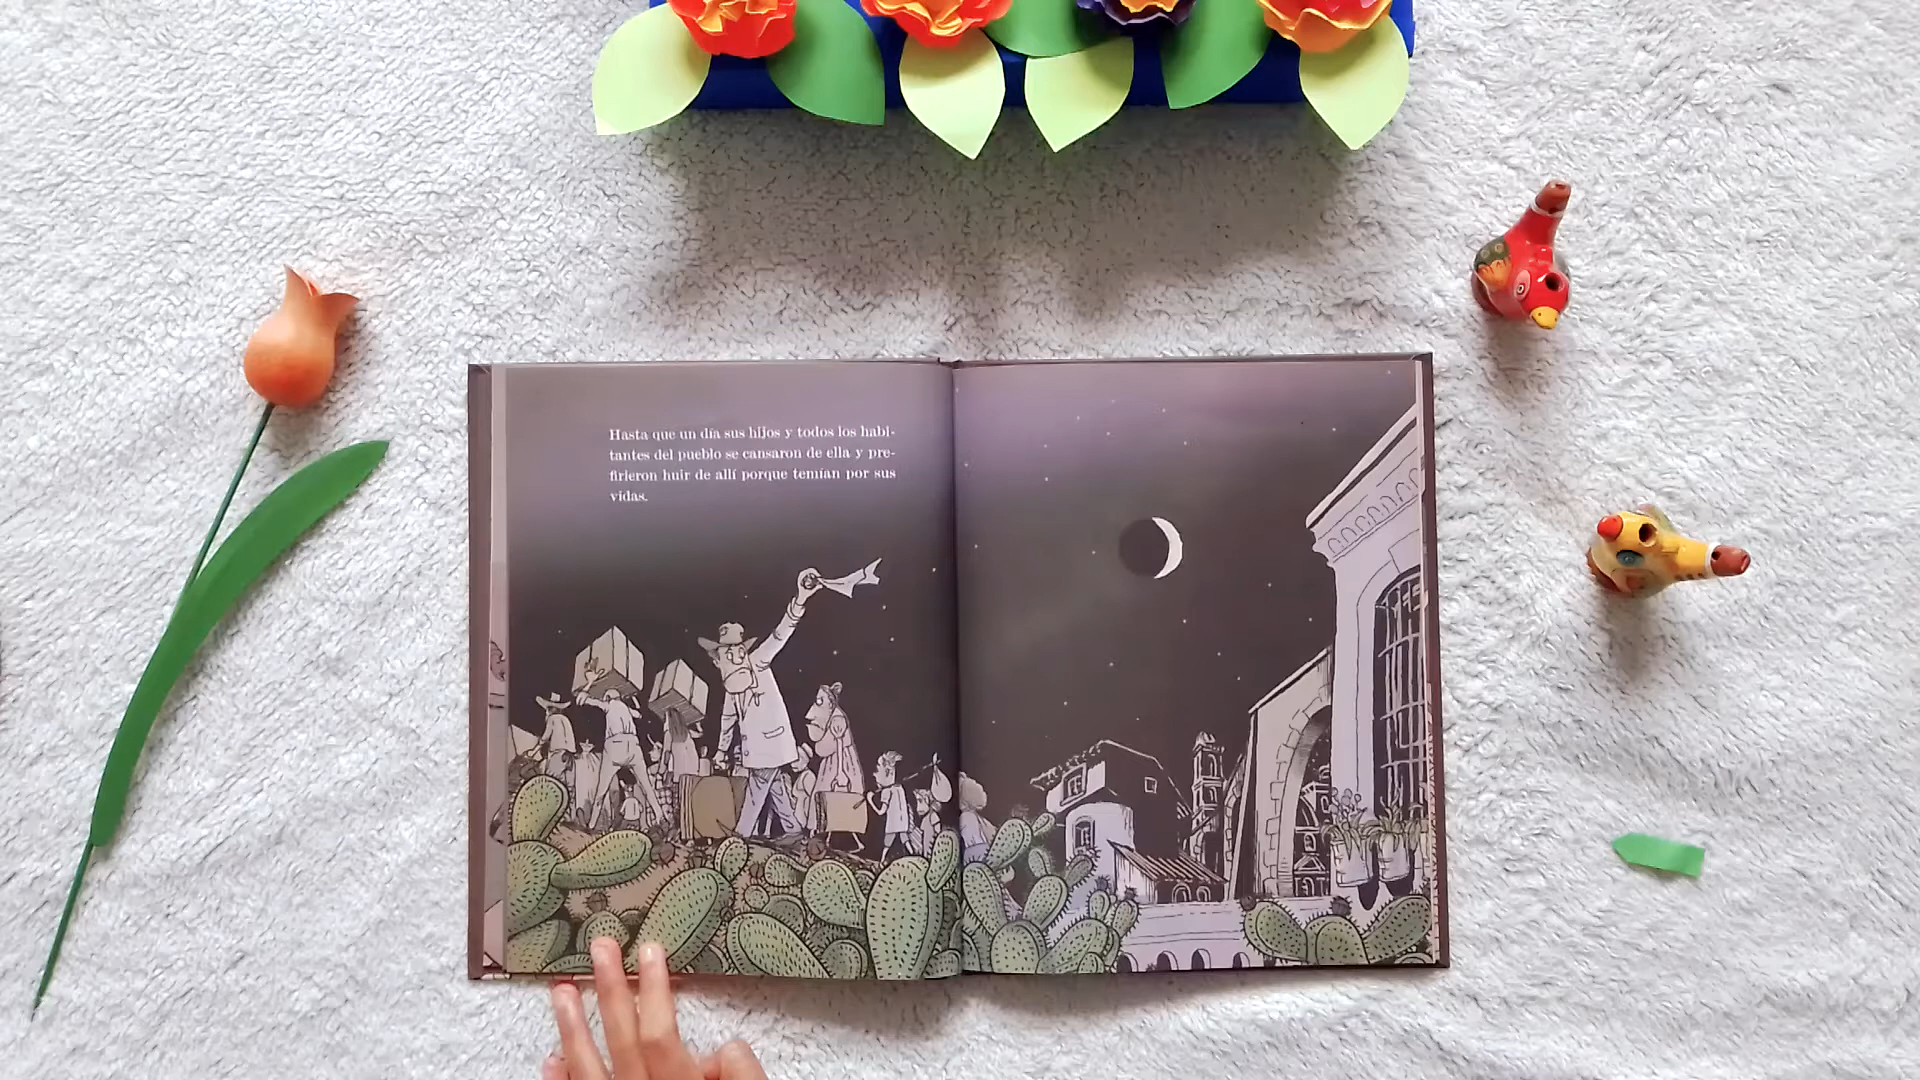 Hasta que un día sus hijos y todos los habi-
tantes del pueblo se cansaron de ella y pre-
firieron huir de allí porque temían por sus
vidas.